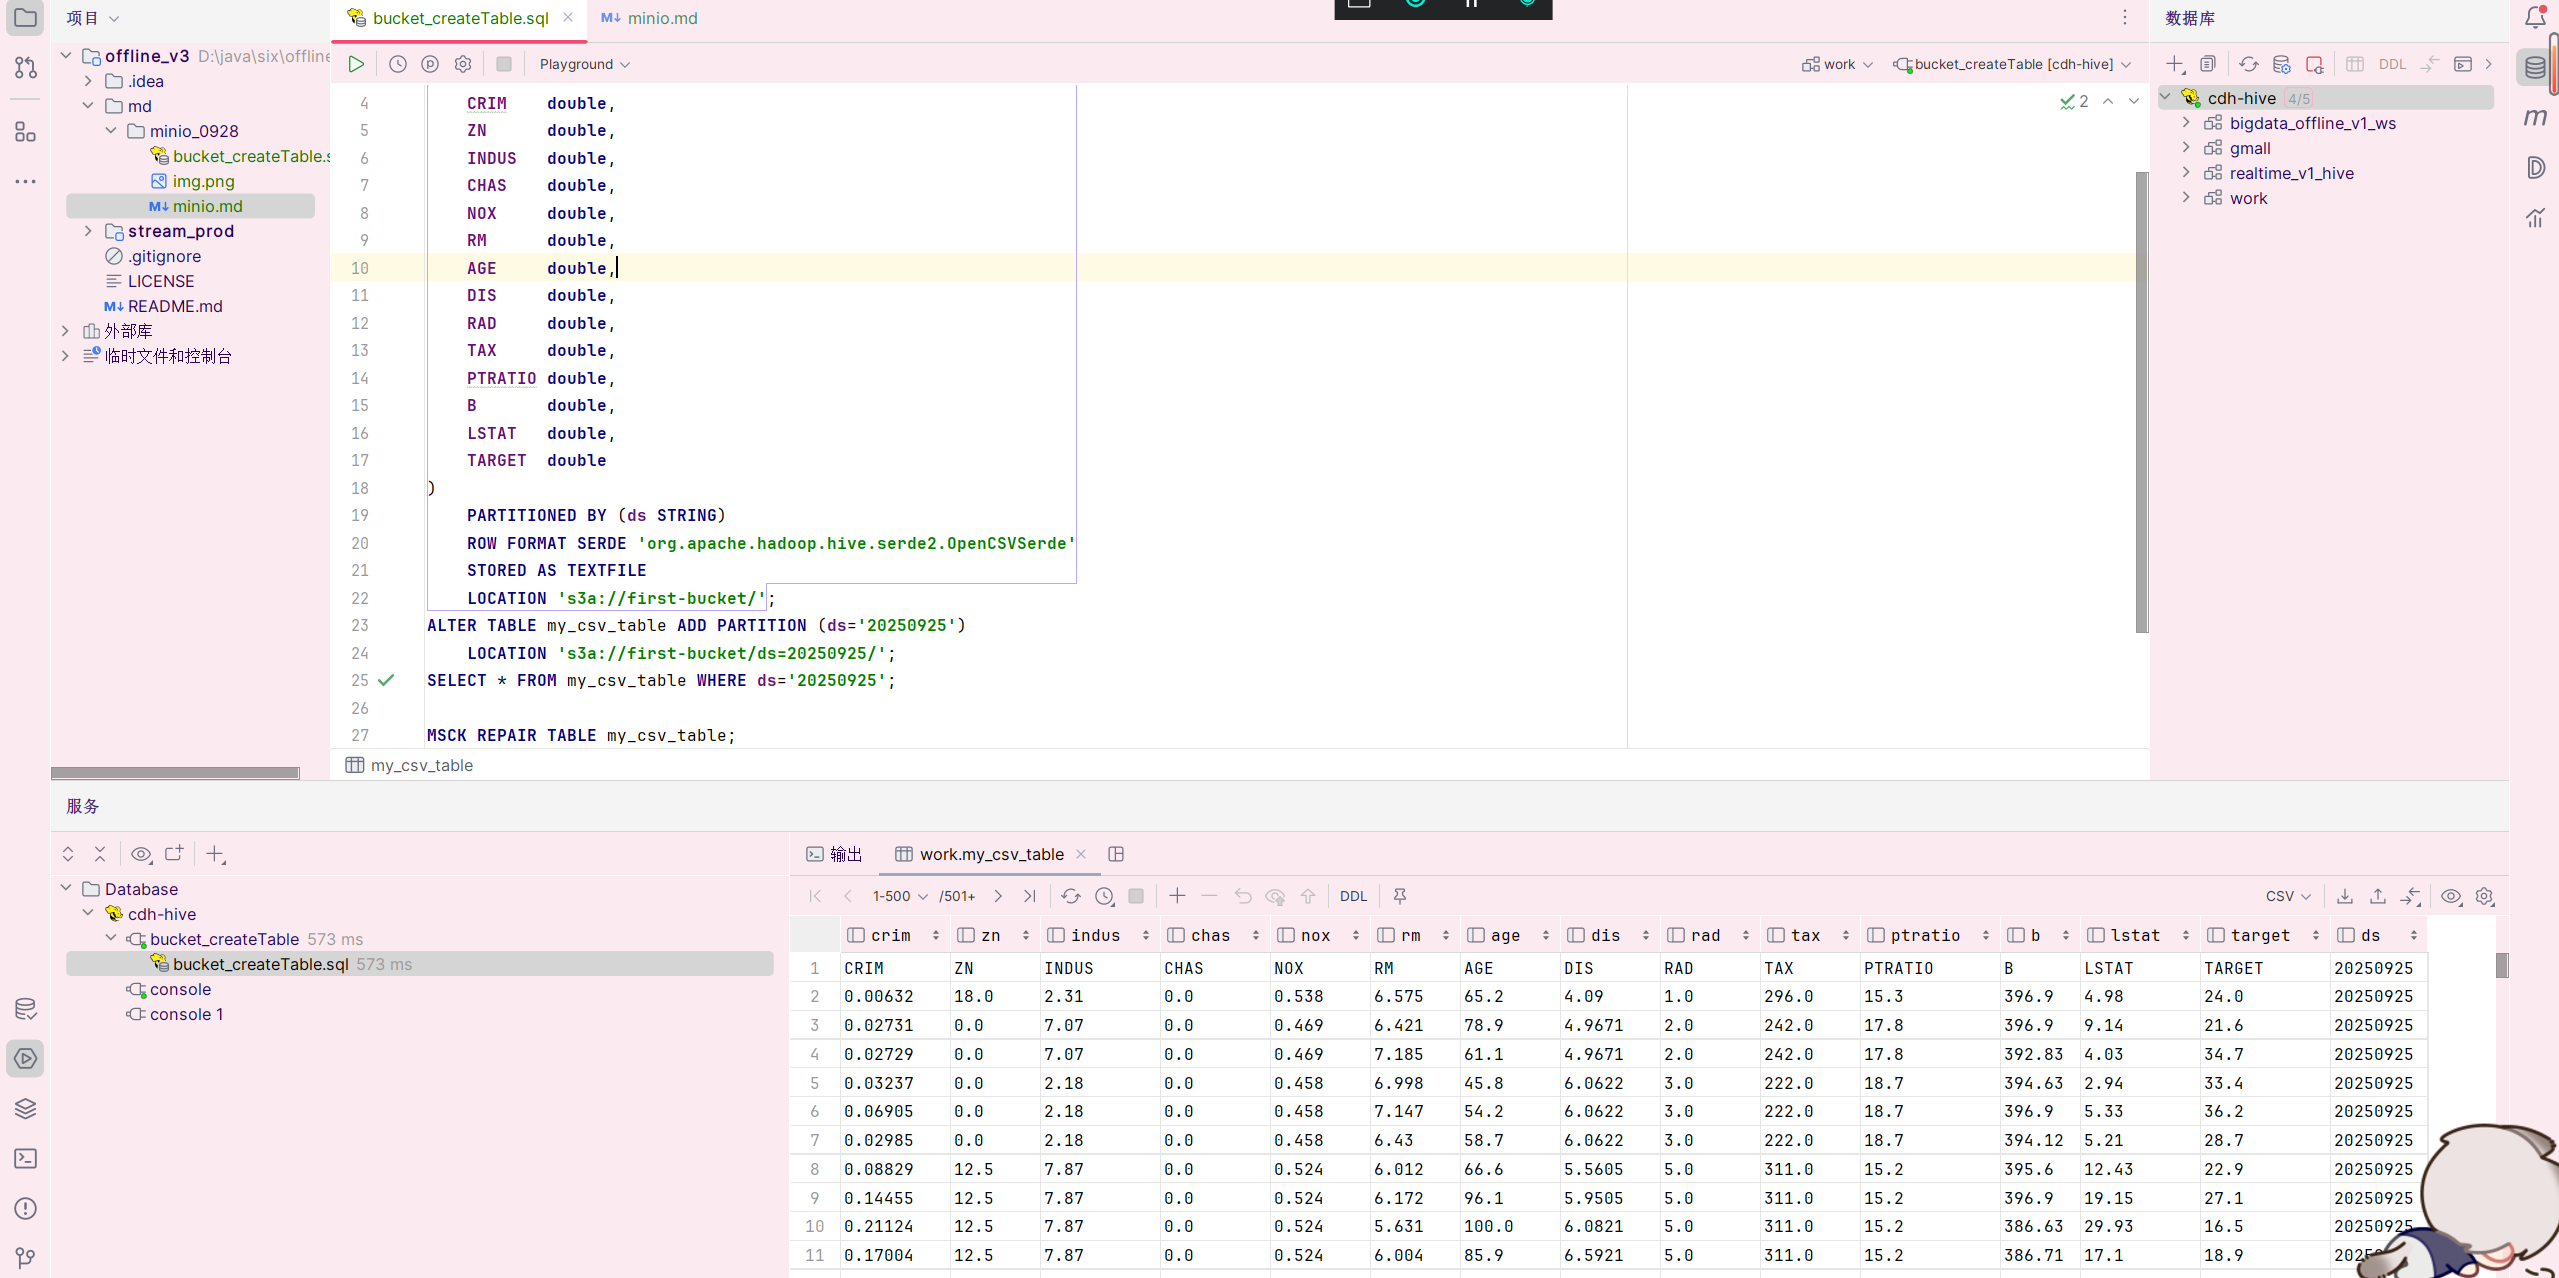 项目
bucket_createTable.sql
minio.md
数据库
offline_v3 D:\java\six\offline
.idea
md
minio_0928
bucket_createTable.s
img.png
minio.md
stream_prod
.gitignore
LICENSE
README.md
外部库
临时文件和控制台
Playground
work
bucket_createTable [cdh-hive]
2
4 CRIM double,
5 ZN double,
6 INDUS double,
7 CHAS double,
8 NOX double,
9 RM double,
10 AGE double,
11 DIS double,
12 RAD double,
13 TAX double,
14 PTRATIO double,
15 B double,
16 LSTAT double,
17 TARGET double
18 )
19 PARTITIONED BY (ds STRING)
20 ROW FORMAT SERDE 'org.apache.hadoop.hive.serde2.OpenCSVSerde'
21 STORED AS TEXTFILE
22 LOCATION 's3a://first-bucket/';
23 ALTER TABLE my_csv_table ADD PARTITION (ds='20250925')
24 LOCATION 's3a://first-bucket/ds=20250925/';
25 SELECT * FROM my_csv_table WHERE ds='20250925';
26
27 MSCK REPAIR TABLE my_csv_table;
my_csv_table
DDL
cdh-hive 4/5
bigdata_offline_v1_ws
gmall
realtime_v1_hive
work
服务
Database
cdh-hive
bucket_createTable 573 ms
bucket_createTable.sql 573 ms
console
console 1
输出
work.my_csv_table
1-500 /501+ DDL CSV
crim zn indus chas nox rm age dis rad tax ptratio b lstat target ds
1 CRIM ZN INDUS CHAS NOX RM AGE DIS RAD TAX PTRATIO B LSTAT TARGET 20250925
2 0.00632 18.0 2.31 0.0 0.538 6.575 65.2 4.09 1.0 296.0 15.3 396.9 4.98 24.0 20250925
3 0.02731 0.0 7.07 0.0 0.469 6.421 78.9 4.9671 2.0 242.0 17.8 396.9 9.14 21.6 20250925
4 0.02729 0.0 7.07 0.0 0.469 7.185 61.1 4.9671 2.0 242.0 17.8 392.83 4.03 34.7 20250925
5 0.03237 0.0 2.18 0.0 0.458 6.998 45.8 6.0622 3.0 222.0 18.7 394.63 2.94 33.4 20250925
6 0.06905 0.0 2.18 0.0 0.458 7.147 54.2 6.0622 3.0 222.0 18.7 396.9 5.33 36.2 20250925
7 0.02985 0.0 2.18 0.0 0.458 6.43 58.7 6.0622 3.0 222.0 18.7 394.12 5.21 28.7 20250925
8 0.08829 12.5 7.87 0.0 0.524 6.012 66.6 5.5605 5.0 311.0 15.2 395.6 12.43 22.9 20250925
9 0.14455 12.5 7.87 0.0 0.524 6.172 96.1 5.9505 5.0 311.0 15.2 396.9 19.15 27.1 20250925
10 0.21124 12.5 7.87 0.0 0.524 5.631 100.0 6.0821 5.0 311.0 15.2 386.63 29.93 16.5 20250925
11 0.17004 12.5 7.87 0.0 0.524 6.004 85.9 6.5921 5.0 311.0 15.2 386.71 17.1 18.9